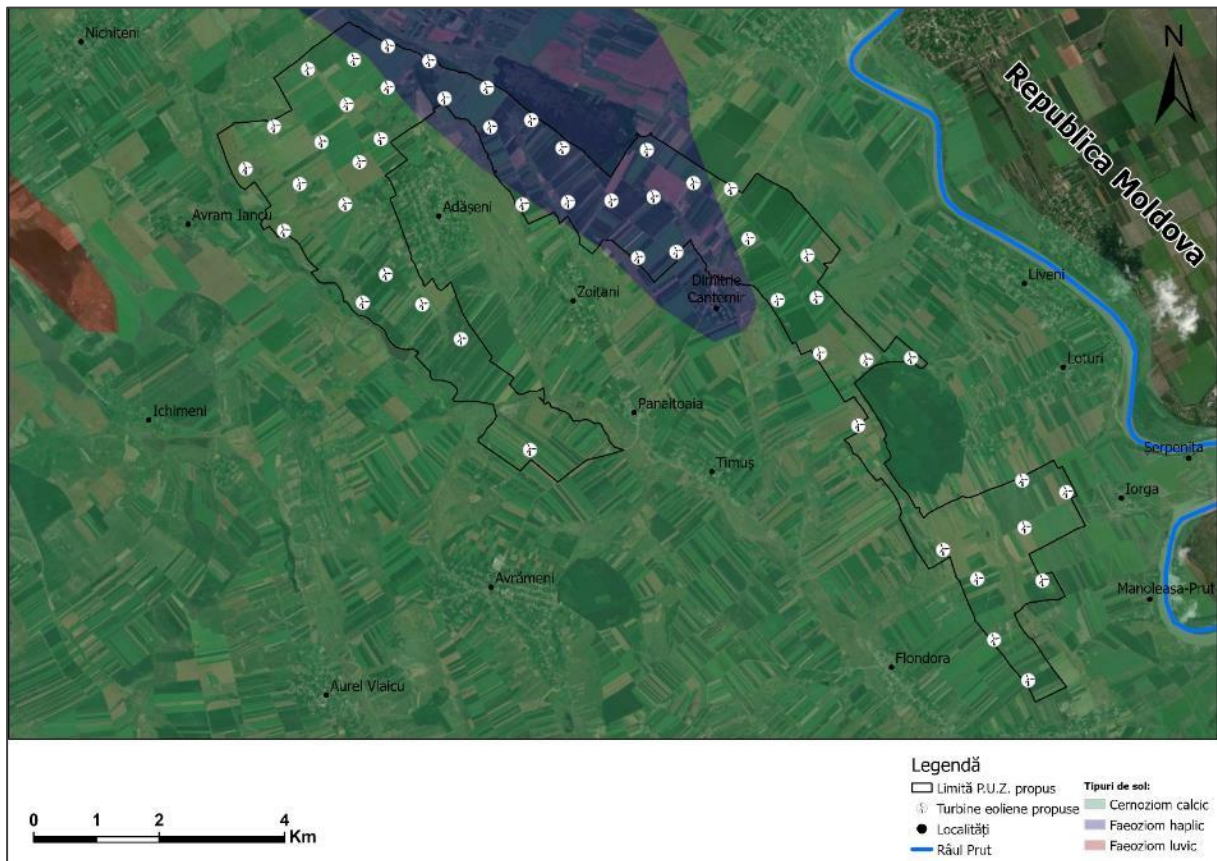 Nichiteni
N
Republica Moldova
Avram Iancu
Adășeni
Zoițani
Dimitrie
Cantemir
Liveni
Loturi
Ichimeni
Panaitoaia
Timuș
Șerpenița
Iorga
Avrămeni
Manoleasa-Prut
Flondora
Aurel Vlaicu
Legendă
Limită P.U.Z. propus
Turbine eoliene propuse
Localități
Râul Prut
Tipuri de sol:
Cernoziom calcic
Faeoziom haplic
Faeoziom luvic
0 1 2 4
Km